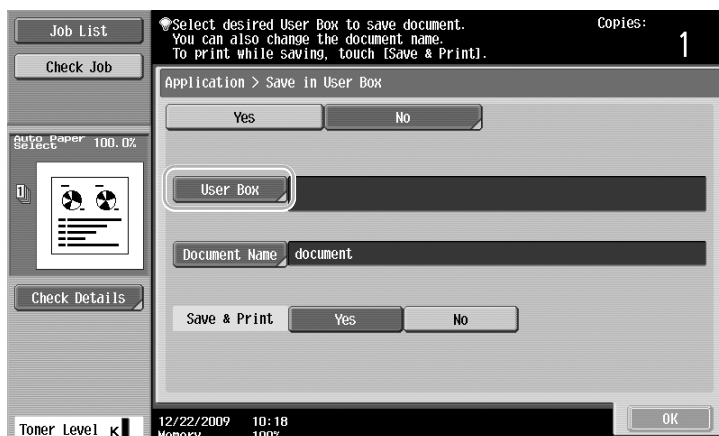 Job List
Check Job
Select desired User Box to save document.
You can also change the document name.
To print while saving, touch [Save & Print].
Copies:
1
Application > Save in User Box
Yes
No
Auto Paper
Select
100.0%
1
User Box
Document Name
document
Check Details
Save & Print
Yes
No
Toner Level K
12/22/2009 10:18
Memory 100%
OK